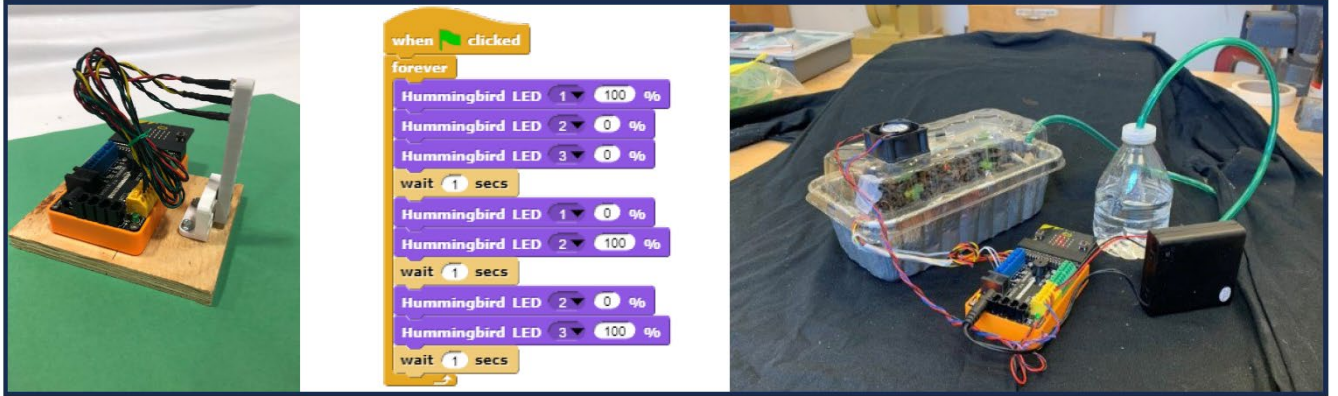 when clicked
forever
Hummingbird LED 1 100 %
Hummingbird LED 2 0 %
Hummingbird LED 3 0 %
wait 1 secs
Hummingbird LED 1 0 %
Hummingbird LED 2 100 %
wait 1 secs
Hummingbird LED 2 0 %
Hummingbird LED 3 100 %
wait 1 secs